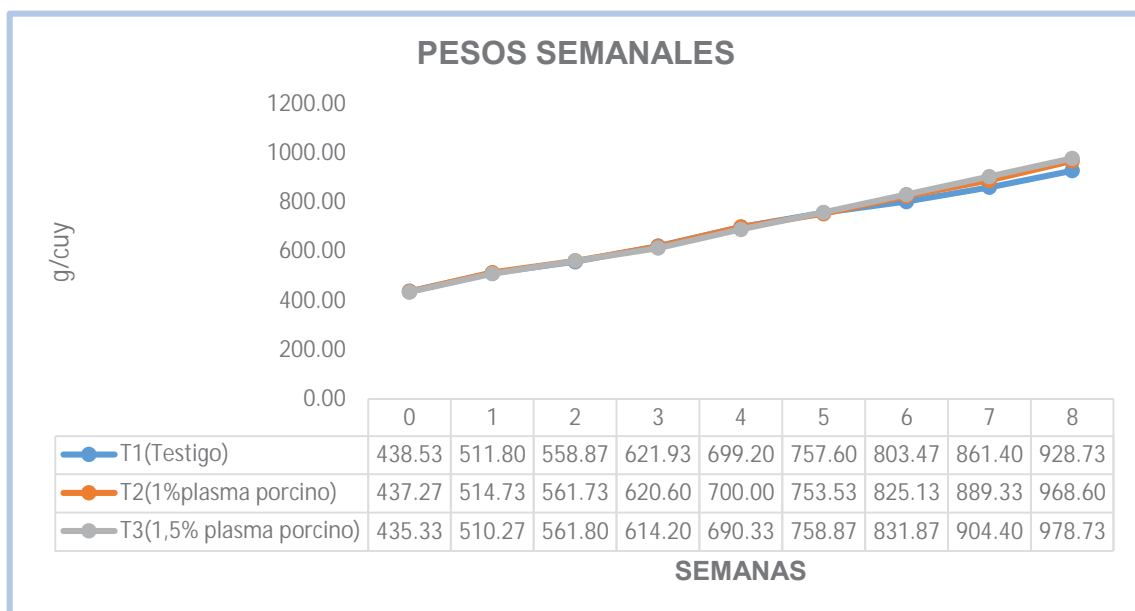 PESOS SEMANALES
1200.00
1000.00
800.00
600.00
400.00
200.00
0.00
g/cuy
0 1 2 3 4 5 6 7 8
T1(Testigo) 438.53 511.80 558.87 621.93 699.20 757.60 803.47 861.40 928.73
T2(1%plasma porcino) 437.27 514.73 561.73 620.60 700.00 753.53 825.13 889.33 968.60
T3(1,5% plasma porcino) 435.33 510.27 561.80 614.20 690.33 758.87 831.87 904.40 978.73
SEMANAS